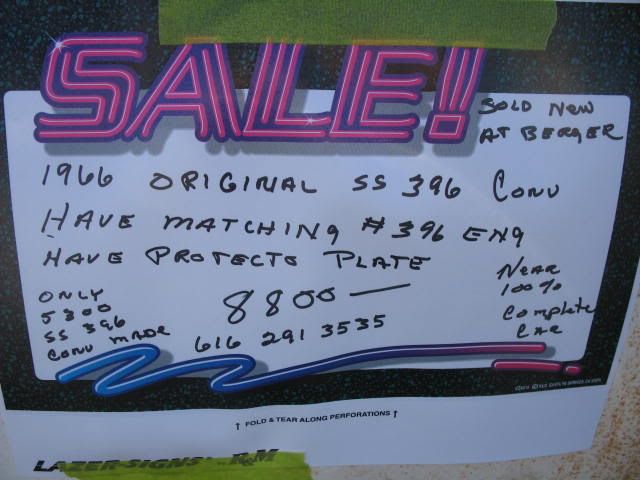 SALE!
SOLD NEW
AT BERGER
1966 ORIGINAL SS 396 CONV
HAVE MATCHING # 396 ENG
HAVE PROTECTO PLATE
ONLY
5300
SS 396
CONV MADE
8800 —
616 291 3535
NEAR
100%
Complete
CAR
↑ FOLD & TEAR ALONG PERFORATIONS ↑
LAZER SIGNS